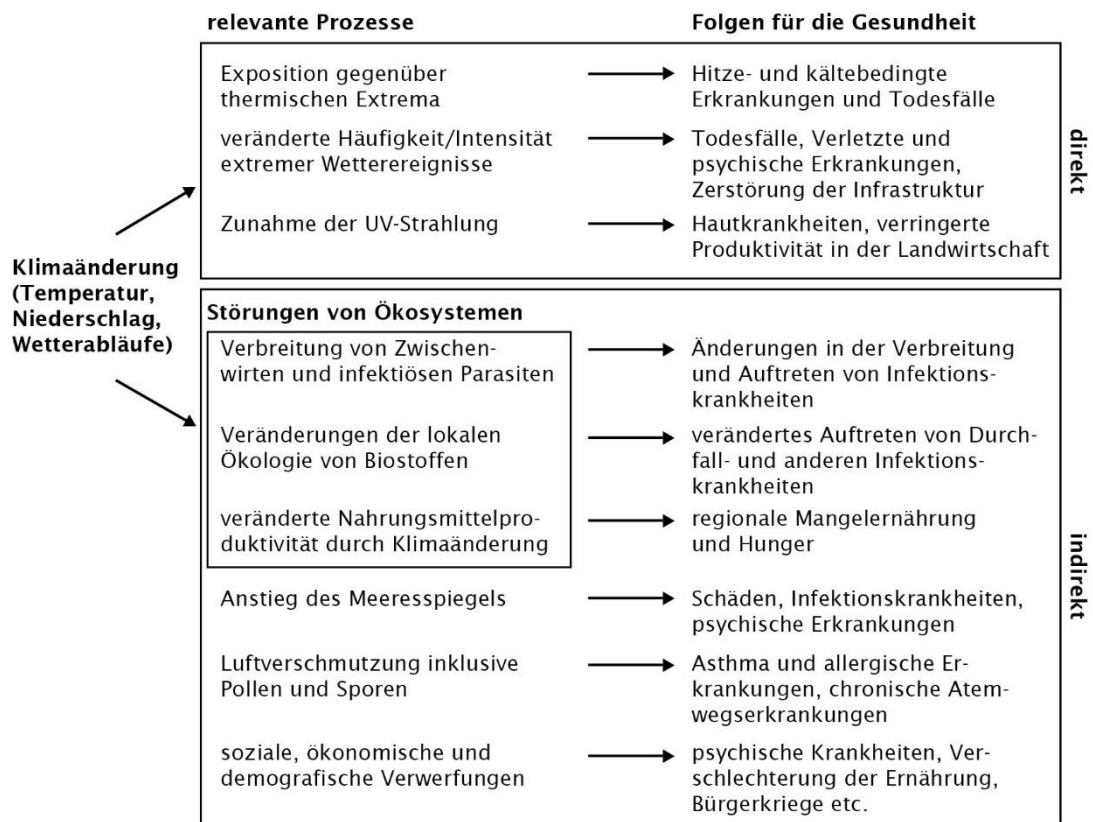 relevante Prozesse
Folgen für die Gesundheit
Klimaänderung
(Temperatur,
Niederschlag,
Wetterabläufe)
Exposition gegenüber
thermischen Extrema
Hitze- und kältebedingte
Erkrankungen und Todesfälle
veränderte Häufigkeit/Intensität
extremer Wetterereignisse
Todesfälle, Verletzte und
psychische Erkrankungen,
Zerstörung der Infrastruktur
Zunahme der UV-Strahlung
Hautkrankheiten, verringerte
Produktivität in der Landwirtschaft
direkt
Störungen von Ökosystemen
Verbreitung von Zwischen-
wirten und infektiösen Parasiten
Änderungen in der Verbreitung
und Auftreten von Infektions-
krankheiten
Veränderungen der lokalen
Ökologie von Biostoffen
verändertes Auftreten von Durch-
fall- und anderen Infektions-
krankheiten
veränderte Nahrungsmittelpro-
duktivität durch Klimaänderung
regionale Mangelernährung
und Hunger
Anstieg des Meeresspiegels
Schäden, Infektionskrankheiten,
psychische Erkrankungen
Luftverschmutzung inklusive
Pollen und Sporen
Asthma und allergische Er-
krankungen, chronische Atem-
wegserkrankungen
soziale, ökonomische und
demografische Verwerfungen
psychische Krankheiten, Ver-
schlechterung der Ernährung,
Bürgerkriege etc.
indirekt